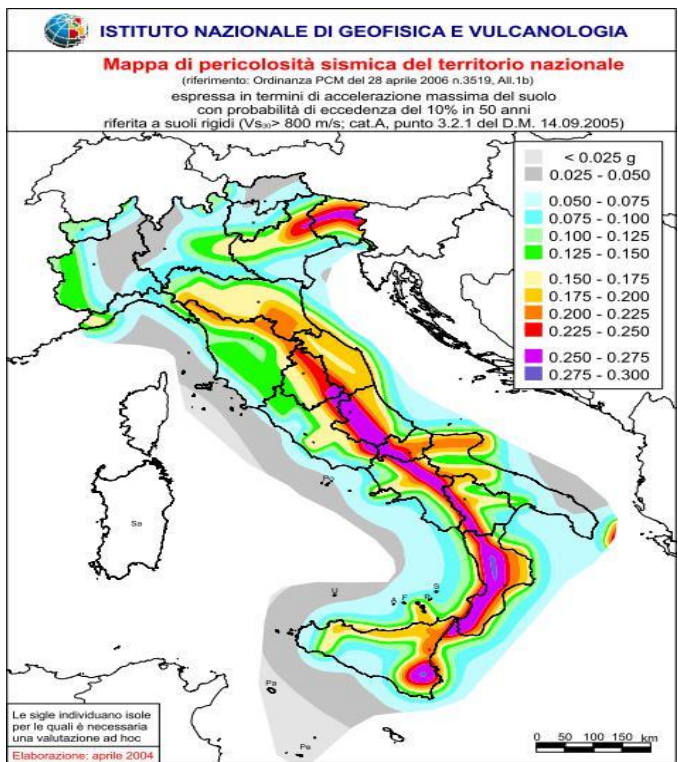 ISTITUTO NAZIONALE DI GEOFISICA E VULCANOLOGIA
Mappa di pericolosità sismica del territorio nazionale
(riferimento: Ordinanza PCM del 28 aprile 2006 n.3519, All.1b)
espressa in termini di accelerazione massima del suolo
con probabilità di eccedenza del 10% in 50 anni
riferita a suoli rigidi (Vs₃₀> 800 m/s; cat.A, punto 3.2.1 del D.M. 14.09.2005)
< 0.025 g
0.025 - 0.050
0.050 - 0.075
0.075 - 0.100
0.100 - 0.125
0.125 - 0.150
0.150 - 0.175
0.175 - 0.200
0.200 - 0.225
0.225 - 0.250
0.250 - 0.275
0.275 - 0.300
Sa
Po
U
A
F
S
Pa
Pe
Le sigle individuano isole
per le quali è necessaria
una valutazione ad hoc
Elaborazione: aprile 2004
0 50 100 150 km